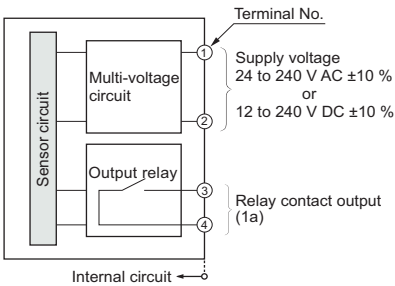 Terminal No.
1
Supply voltage
24 to 240 V AC ±10 %
or
12 to 240 V DC ±10 %
Multi-voltage
circuit
2
Sensor circuit
Output relay
3
Relay contact output
(1a)
4
Internal circuit